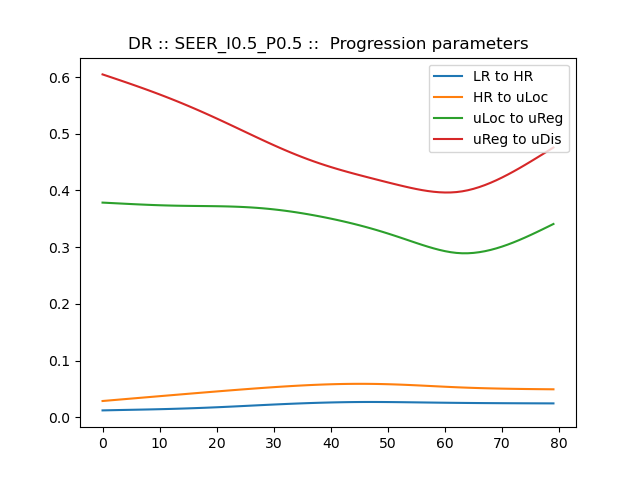 DR :: SEER_I0.5_P0.5 ::  Progression parameters
LR to HR
HR to uLoc
uLoc to uReg
uReg to uDis
0.6
0.5
0.4
0.3
0.2
0.1
0.0
0 10 20 30 40 50 60 70 80